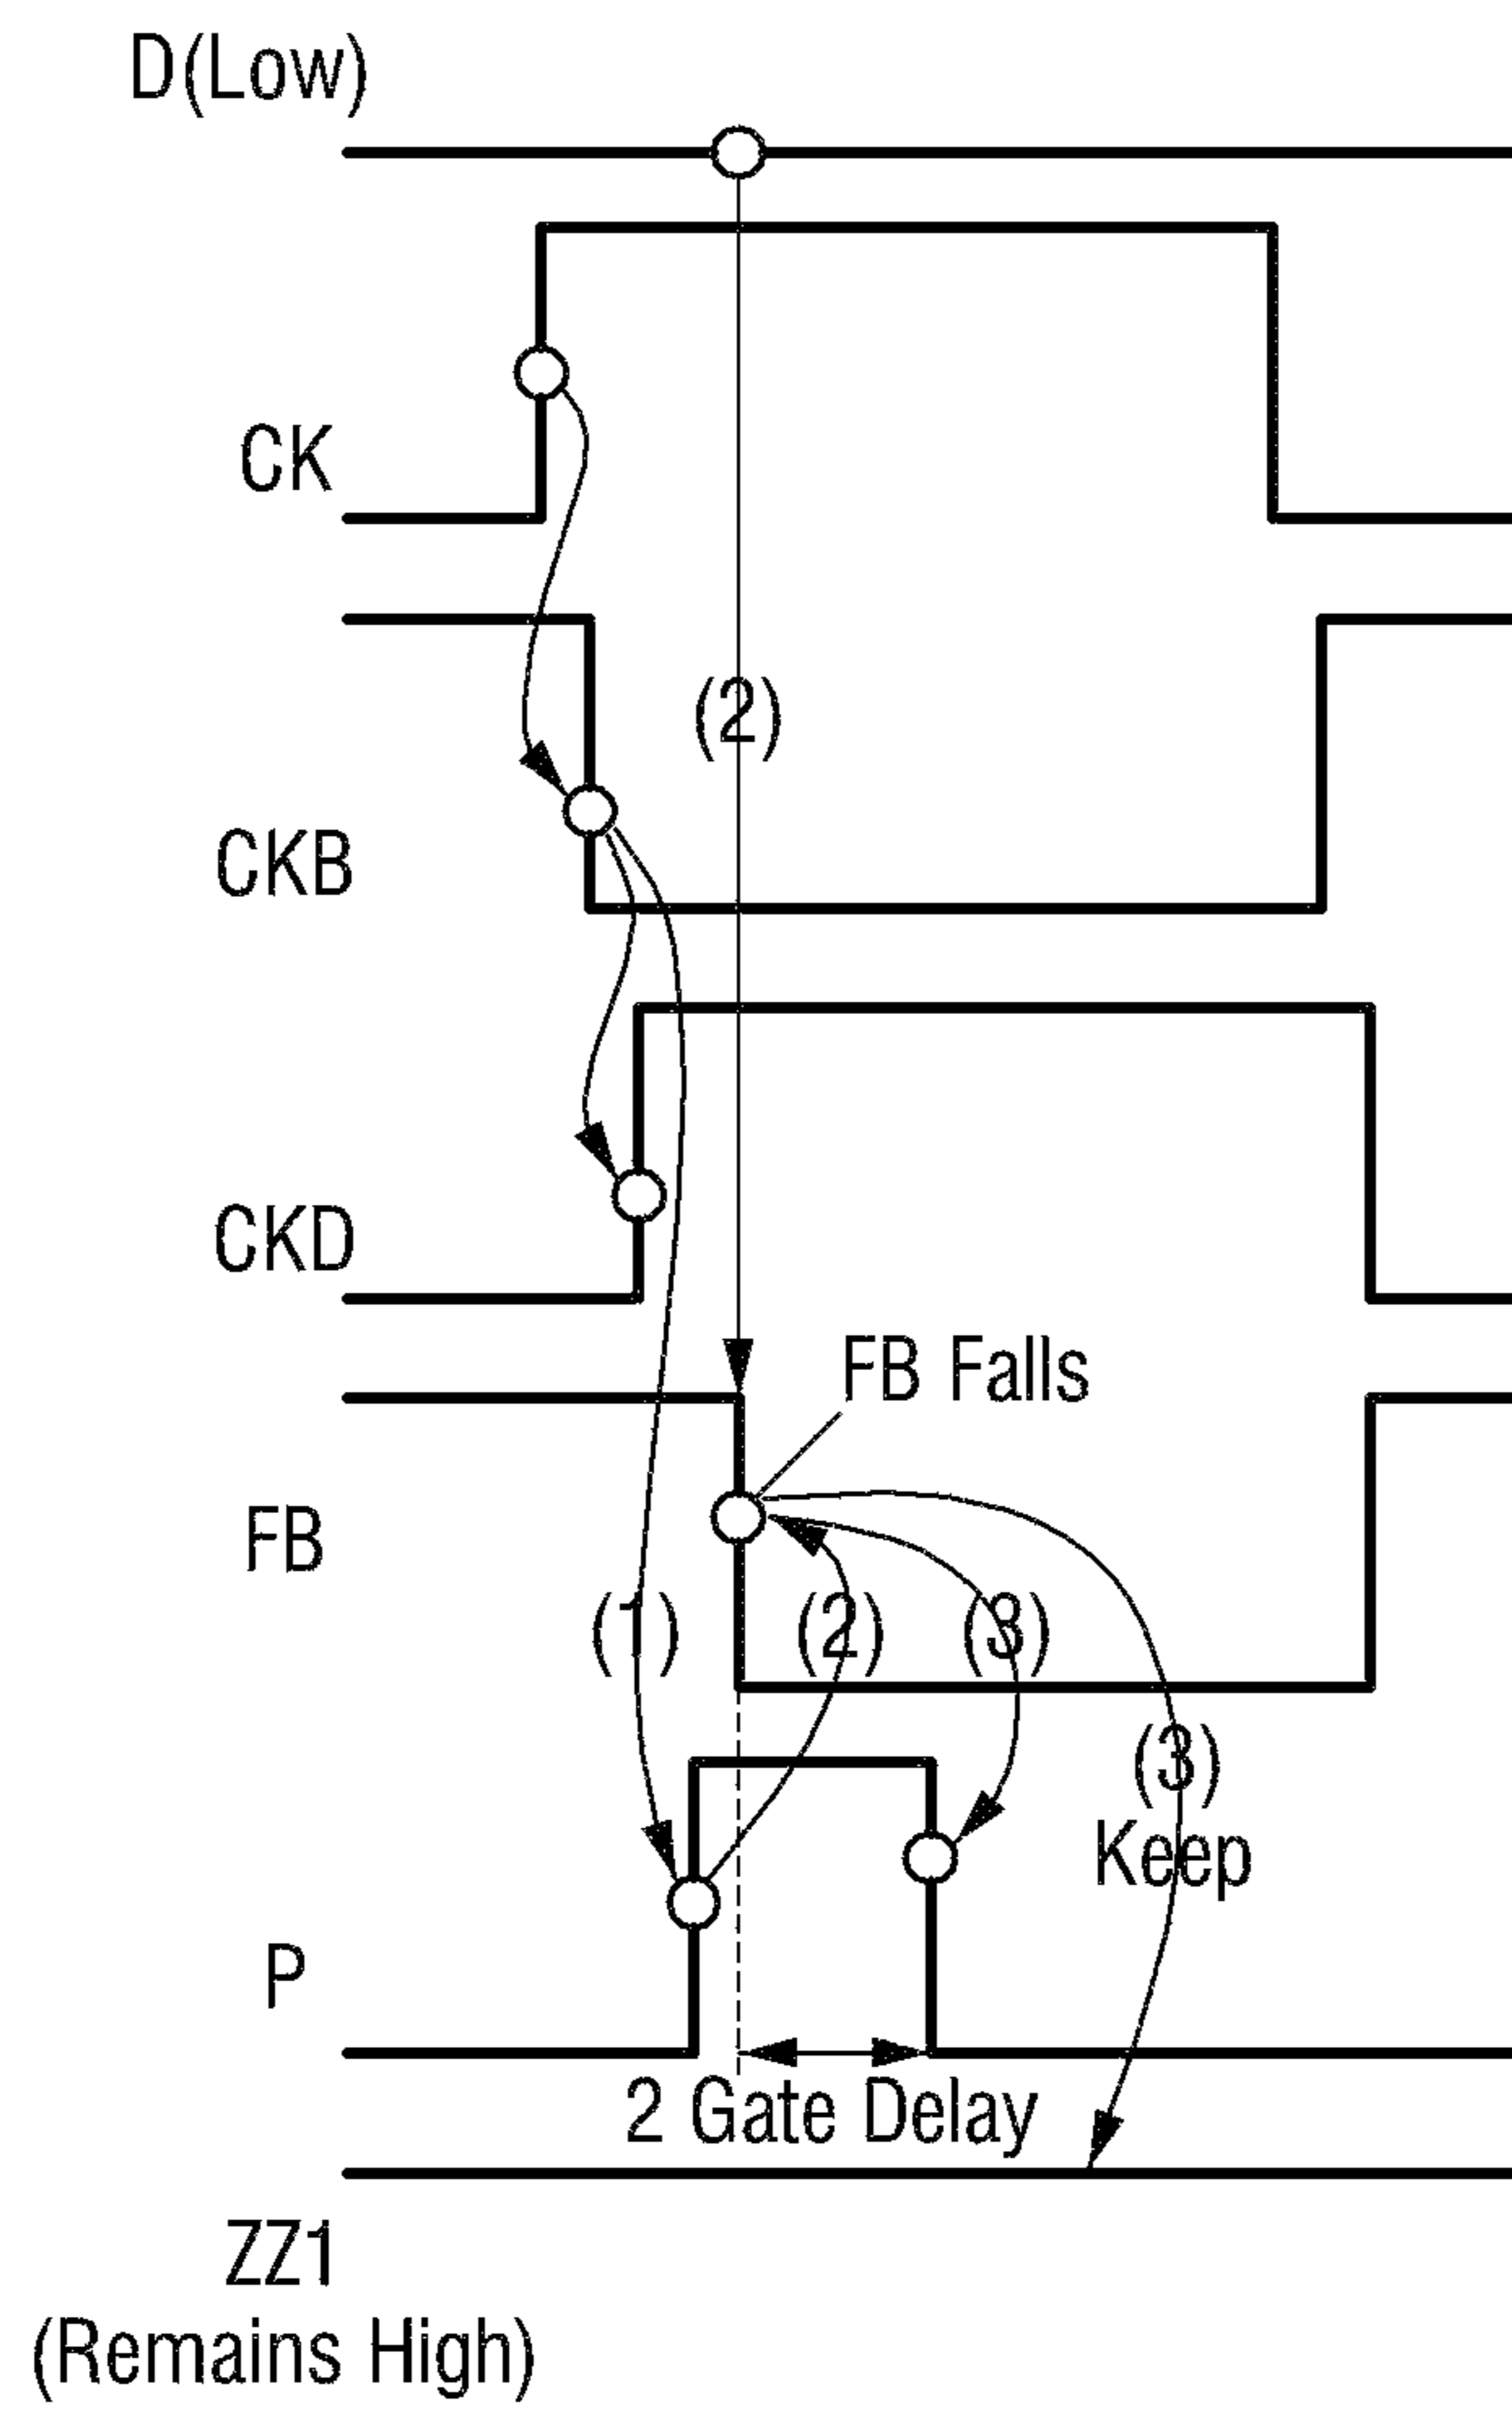 D(Low)
CK
(2)
CKB
CKD
FB Falls
FB
(1)
(2)
(3)
(3)
Keep
P
2 Gate Delay
ZZ1
(Remains High)